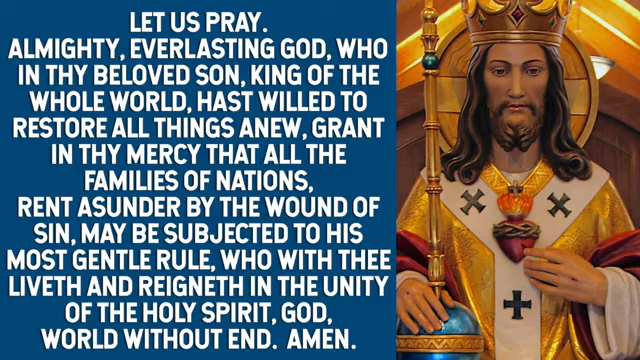 LET US PRAY.
ALMIGHTY, EVERLASTING GOD, WHO
IN THY BELOVED SON, KING OF THE
WHOLE WORLD, HAST WILLED TO
RESTORE ALL THINGS ANEW, GRANT
IN THY MERCY THAT ALL THE
FAMILIES OF NATIONS,
RENT ASUNDER BY THE WOUND OF
SIN, MAY BE SUBJECTED TO HIS
MOST GENTLE RULE, WHO WITH THEE
LIVETH AND REIGNETH IN THE UNITY
OF THE HOLY SPIRIT, GOD,
WORLD WITHOUT END.  AMEN.